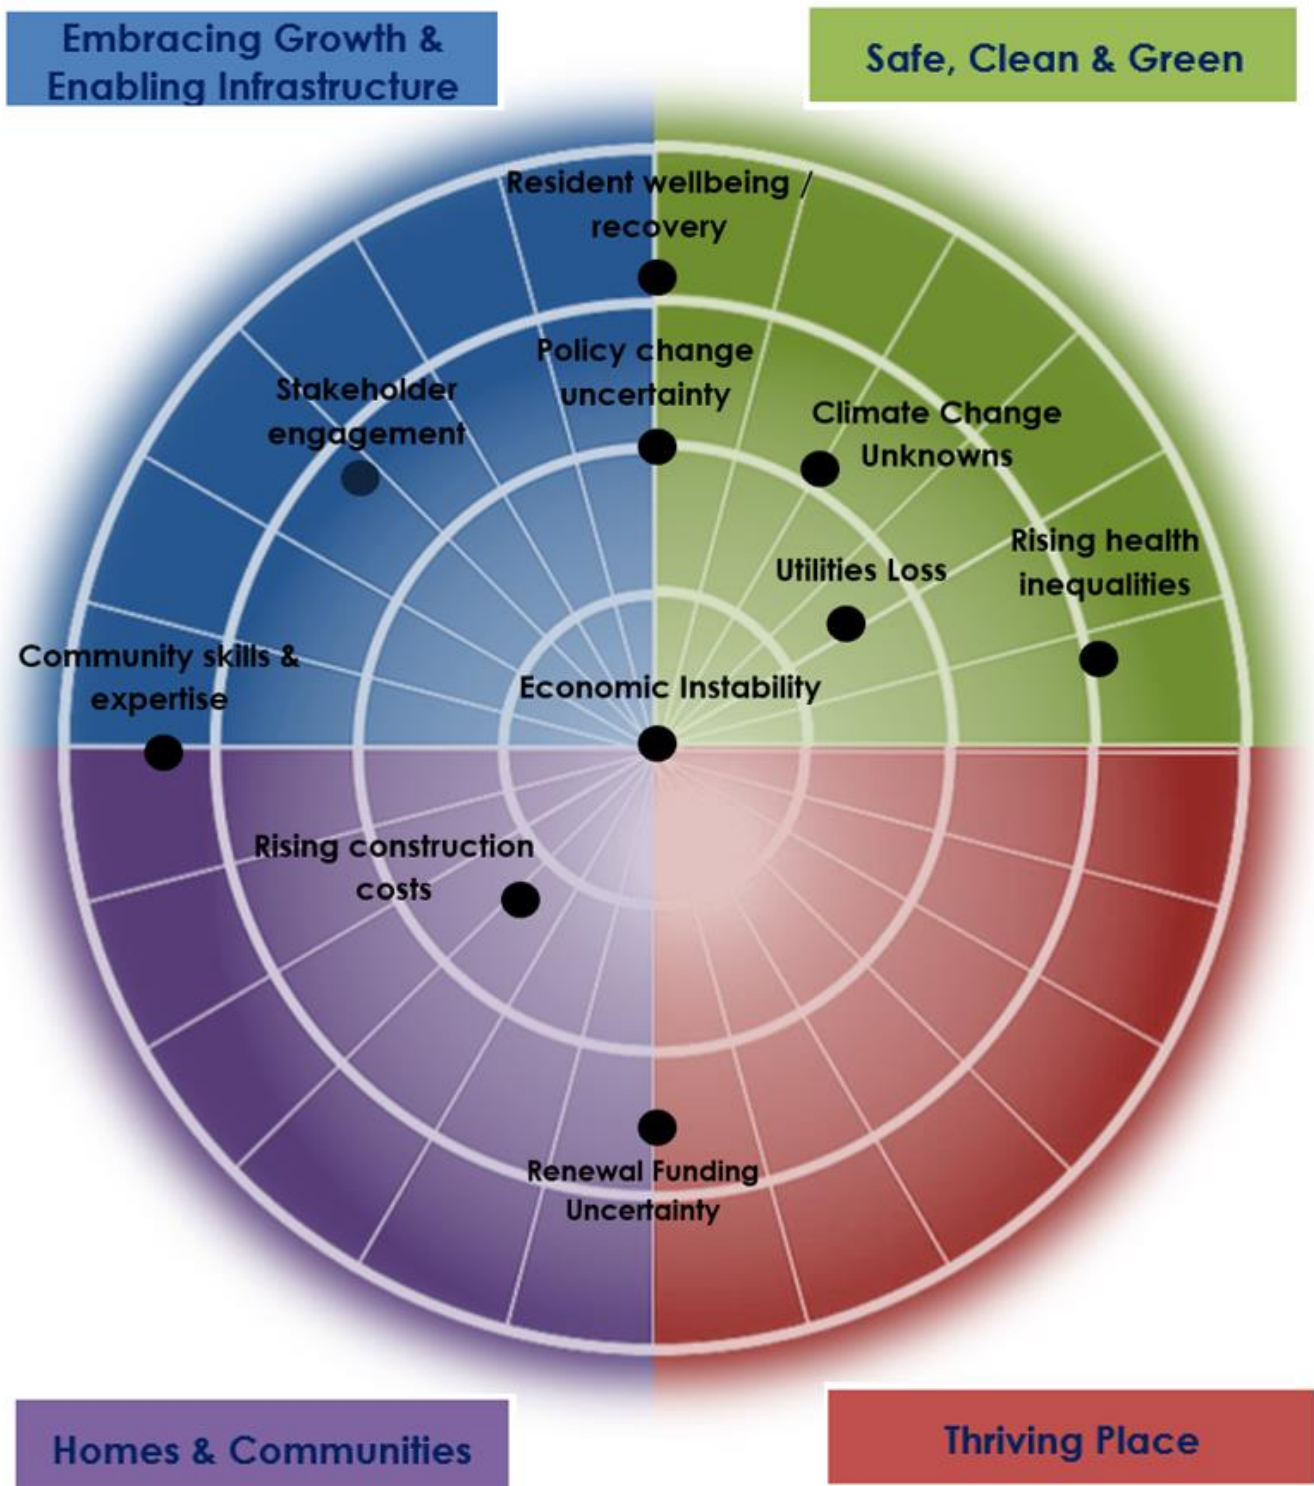 Embracing Growth &
Enabling Infrastructure
Safe, Clean & Green
Resident wellbeing /
recovery
Policy change
uncertainty
Stakeholder
engagement
Climate Change
Unknowns
Rising health
inequalities
Utilities Loss
Community skills &
expertise
Economic Instability
Rising construction
costs
Renewal Funding
Uncertainty
Homes & Communities
Thriving Place